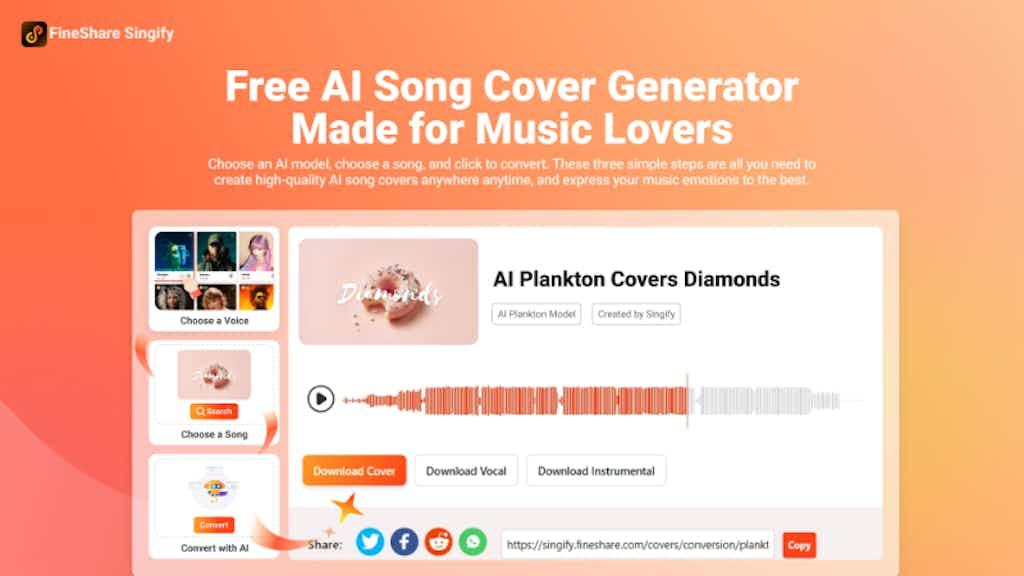 FineShare Singify
Free AI Song Cover Generator
Made for Music Lovers
Choose an AI model, choose a song, and click to convert. These three simple steps are all you need to
create high-quality AI song covers anywhere anytime, and express your music emotions to the best.
Choose a Voice
Search
Choose a Song
Convert
Convert with AI
Diamonds
AI Plankton Covers Diamonds
AI Plankton Model
Created by Singify
Download Cover
Download Vocal
Download Instrumental
Share:
https://singify.fineshare.com/covers/conversion/plankt
Copy